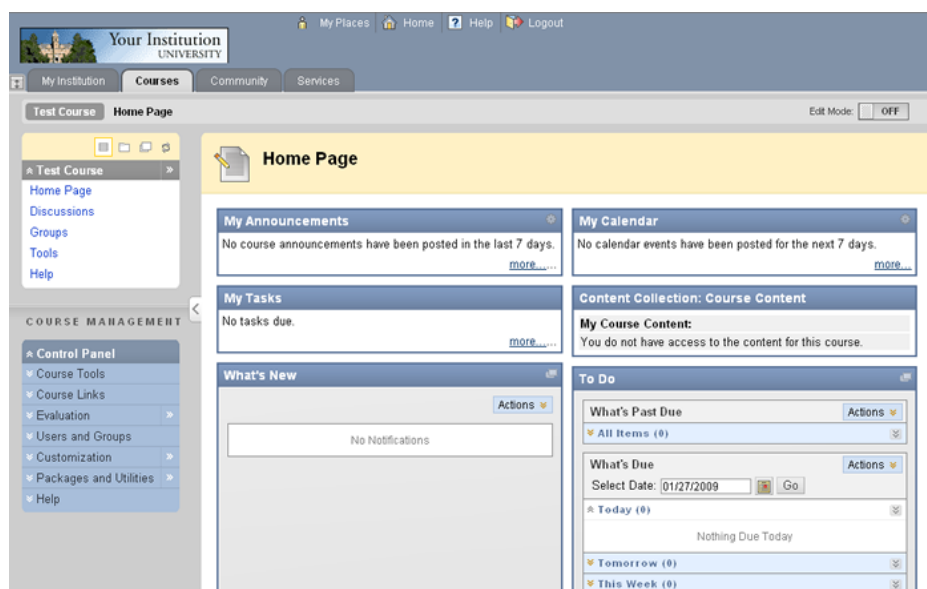 My Places Home Help Logout
Your Institution
UNIVERSITY
My Institution Courses Community Services
Test Course Home Page
Edit Mode: OFF
Test Course
Home Page
Discussions
Groups
Tools
Help
COURSE MANAGEMENT
Control Panel
Course Tools
Course Links
Evaluation
Users and Groups
Customization
Packages and Utilities
Help
Home Page
My Announcements
No course announcements have been posted in the last 7 days.
more......
My Tasks
No tasks due.
more......
What's New
Actions
No Notifications
My Calendar
No calendar events have been posted for the next 7 days.
more...
Content Collection: Course Content
My Course Content:
You do not have access to the content for this course.
To Do
What's Past Due Actions
All Items (0)
What's Due Actions
Select Date: 01/27/2009 Go
Today (0)
Nothing Due Today
Tomorrow (0)
This Week (0)